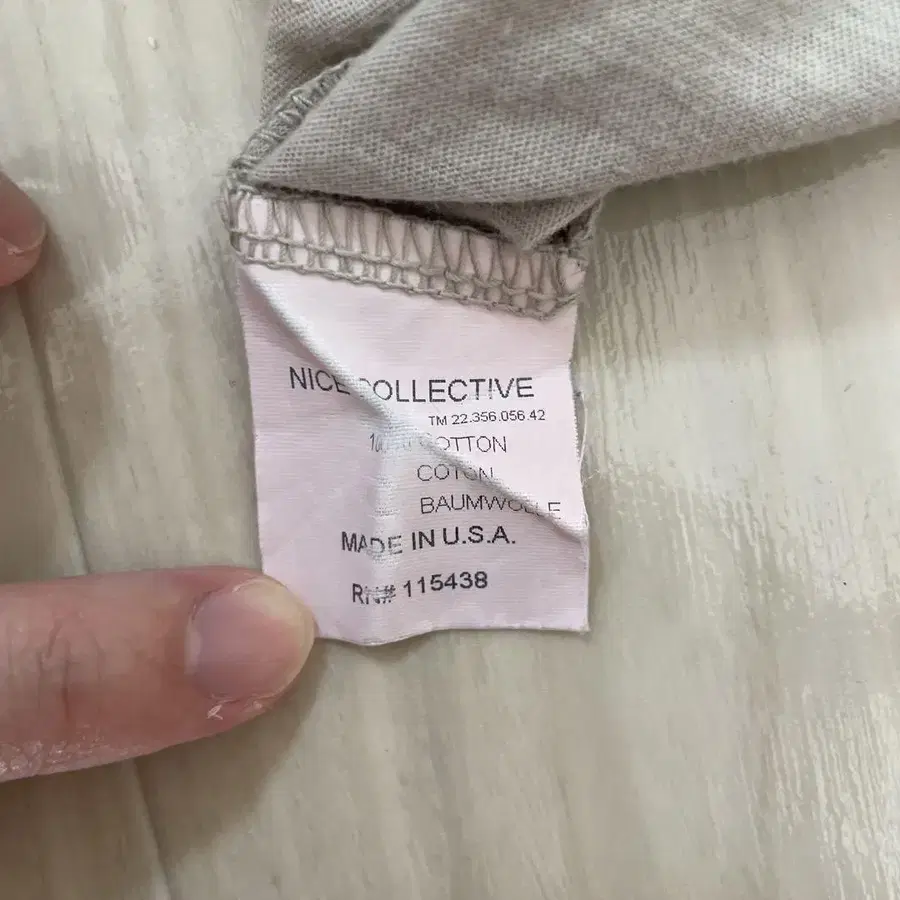 NICE COLLECTIVE
TM 22.356.056.42
COTTON
COTON
BAUMWOLLE
MADE IN U.S.A.
RN# 115438